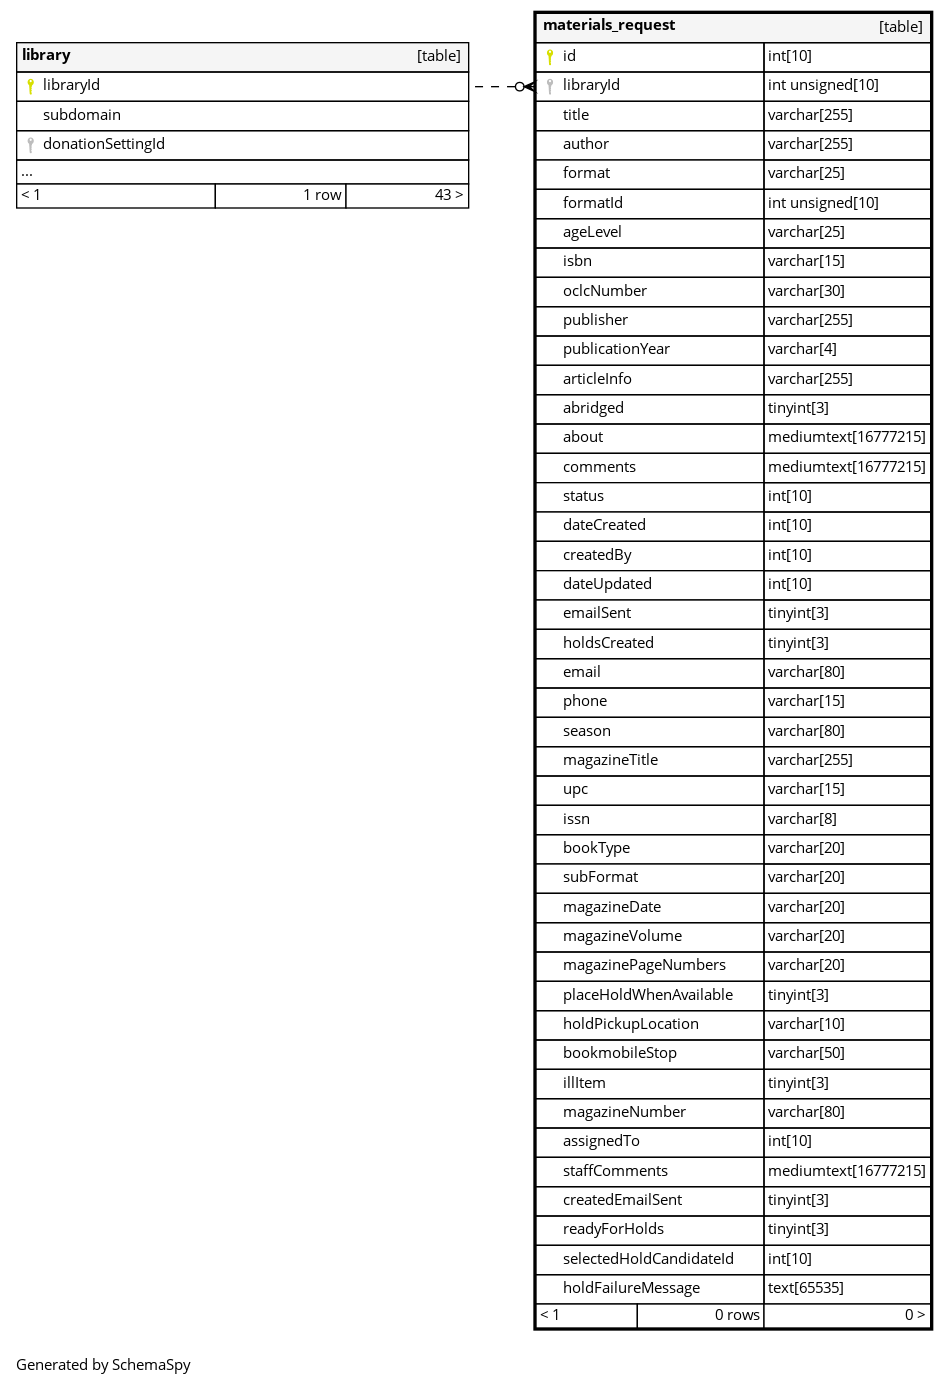 library [table]
libraryId
subdomain
donationSettingId
...
< 1 1 row 43 >
materials_request [table]
id int[10]
libraryId int unsigned[10]
title varchar[255]
author varchar[255]
format varchar[25]
formatId int unsigned[10]
ageLevel varchar[25]
isbn varchar[15]
oclcNumber varchar[30]
publisher varchar[255]
publicationYear varchar[4]
articleInfo varchar[255]
abridged tinyint[3]
about mediumtext[16777215]
comments mediumtext[16777215]
status int[10]
dateCreated int[10]
createdBy int[10]
dateUpdated int[10]
emailSent tinyint[3]
holdsCreated tinyint[3]
email varchar[80]
phone varchar[15]
season varchar[80]
magazineTitle varchar[255]
upc varchar[15]
issn varchar[8]
bookType varchar[20]
subFormat varchar[20]
magazineDate varchar[20]
magazineVolume varchar[20]
magazinePageNumbers varchar[20]
placeHoldWhenAvailable tinyint[3]
holdPickupLocation varchar[10]
bookmobileStop varchar[50]
illItem tinyint[3]
magazineNumber varchar[80]
assignedTo int[10]
staffComments mediumtext[16777215]
createdEmailSent tinyint[3]
readyForHolds tinyint[3]
selectedHoldCandidateId int[10]
holdFailureMessage text[65535]
< 1 0 rows 0 >
Generated by SchemaSpy